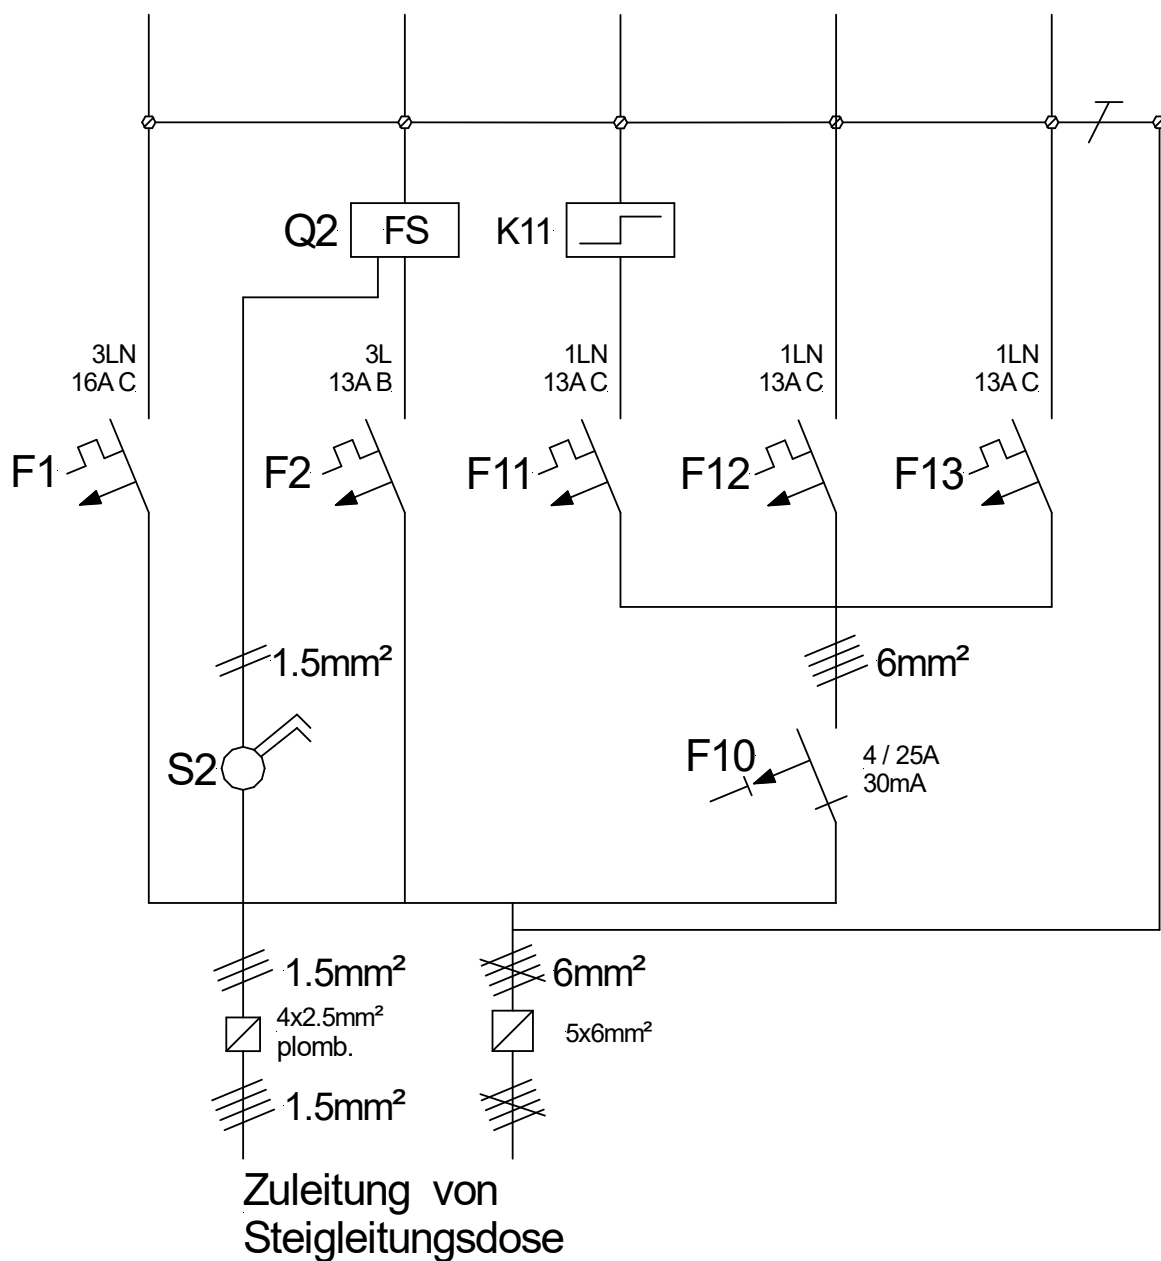 Q2
FS
K11
3LN
16A C
3L
13A B
1LN
13A C
1LN
13A C
1LN
13A C
F1
F2
F11
F12
F13
1.5mm²
6mm²
S2
F10
4 / 25A
30mA
1.5mm²
6mm²
4x2.5mm²
plomb.
5x6mm²
1.5mm²
Zuleitung von
Steigleitungsdose